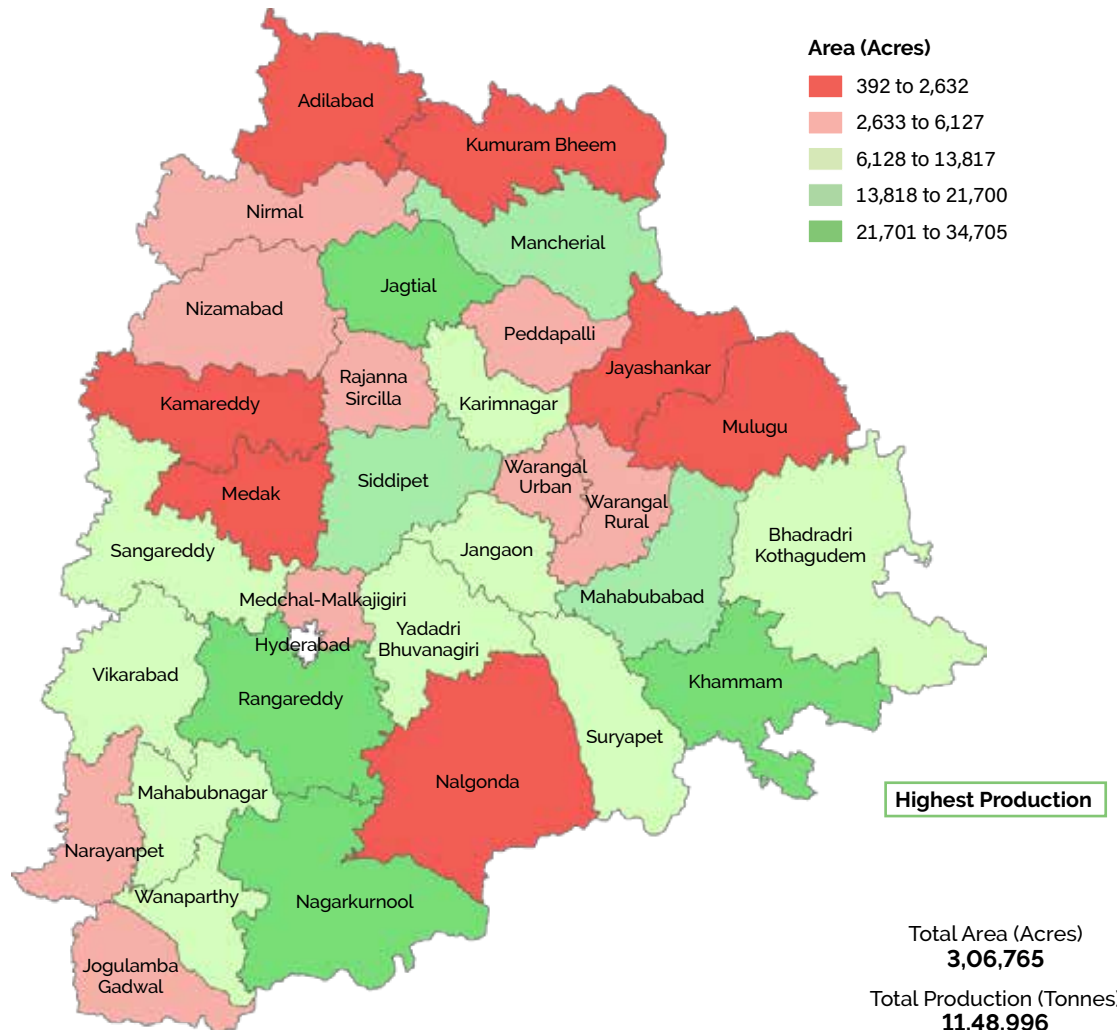 Area (Acres)
392 to 2,632
2,633 to 6,127
6,128 to 13,817
13,818 to 21,700
21,701 to 34,705
Adilabad
Kumuram Bheem
Nirmal
Mancherial
Jagtial
Nizamabad
Peddapalli
Jayashankar
Rajanna
Sircilla
Kamareddy
Karimnagar
Mulugu
Warangal
Urban
Siddipet
Medak
Warangal
Rural
Bhadradri
Kothagudem
Sangareddy
Jangaon
Mahabubabad
Medchal-Malkajigiri
Hyderabad
Yadadri
Bhuvanagiri
Vikarabad
Rangareddy
Khammam
Suryapet
Nalgonda
Mahabubnagar
Highest Production
Narayanpet
Wanaparthy
Nagarkurnool
Jogulamba
Gadwal
Total Area (Acres)
3,06,765
Total Production (Tonnes)
11,48,996